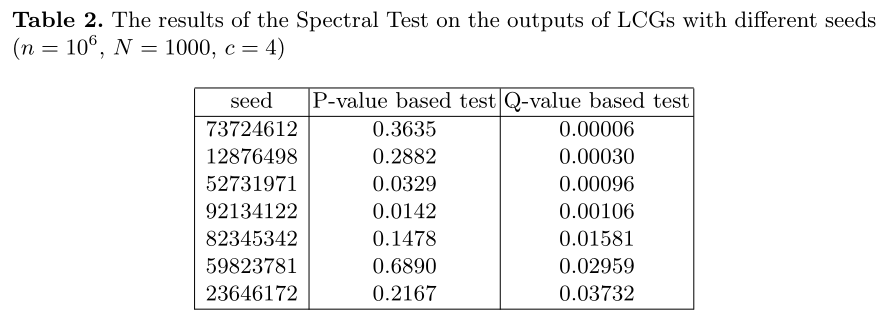 Table 2. The results of the Spectral Test on the outputs of LCGs with different seeds
(n = 10⁶, N = 1000, c = 4)
seed P-value based test Q-value based test
73724612 0.3635 0.00006
12876498 0.2882 0.00030
52731971 0.0329 0.00096
92134122 0.0142 0.00106
82345342 0.1478 0.01581
59823781 0.6890 0.02959
23646172 0.2167 0.03732